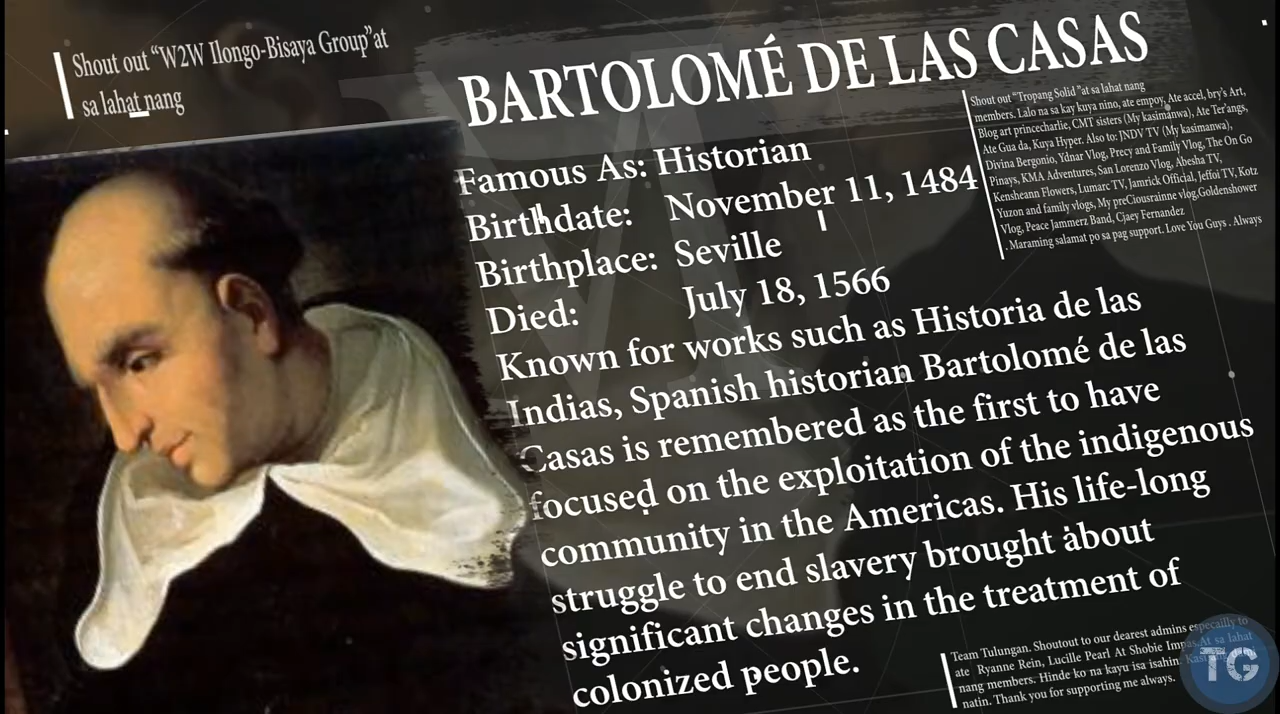 Shout out “W2W Ilongo-Bisaya Group”at
sa lahat nang
BARTOLOMÉ DE LAS CASAS
Famous As: Historian
Birthdate: November 11, 1484
Birthplace: Seville
Died: July 18, 1566
Known for works such as Historia de las
Indias, Spanish historian Bartolomé de las
Casas is remembered as the first to have
focused on the exploitation of the indigenous
community in the Americas. His life-long
struggle to end slavery brought about
significant changes in the treatment of
colonized people.
Shout out “Tropang Solid ”at sa lahat nang
members. Lalo na sa kay kuya nino, ate empoy, Ate accel, bry's Art,
Blog art princecharlie, CMT sisters (My kasimanwa), Ate Ter'angs,
Ate Gua da, Kuya Hyper. Also to: JNDV TV (My kasimanwa),
Divina Bergonio, Ydnar Vlog, Precy and Family Vlog, The On Go
Pinays, KMA Adventures, San Lorenzo Vlog, Abesha TV,
Kensheann Flowers, Lumarc TV, Jamrick Official, Jeffoi TV, Kotz
Yuzon and family vlogs, My preCiousrainne vlog,Goldenshower
Vlog, Peace Jammerz Band, Cjaey Fernandez
. Maraming salamat po sa pag support. Love You Guys . Always
Team Tulungan. Shoutout to our dearest admins especailly to
ate Ryanne Rein, Lucille Pearl At Shobie Impas.At sa lahat
nang members. Hinde ko na kayu isa isahin.
natin. Thank you for supporting me always.
TG